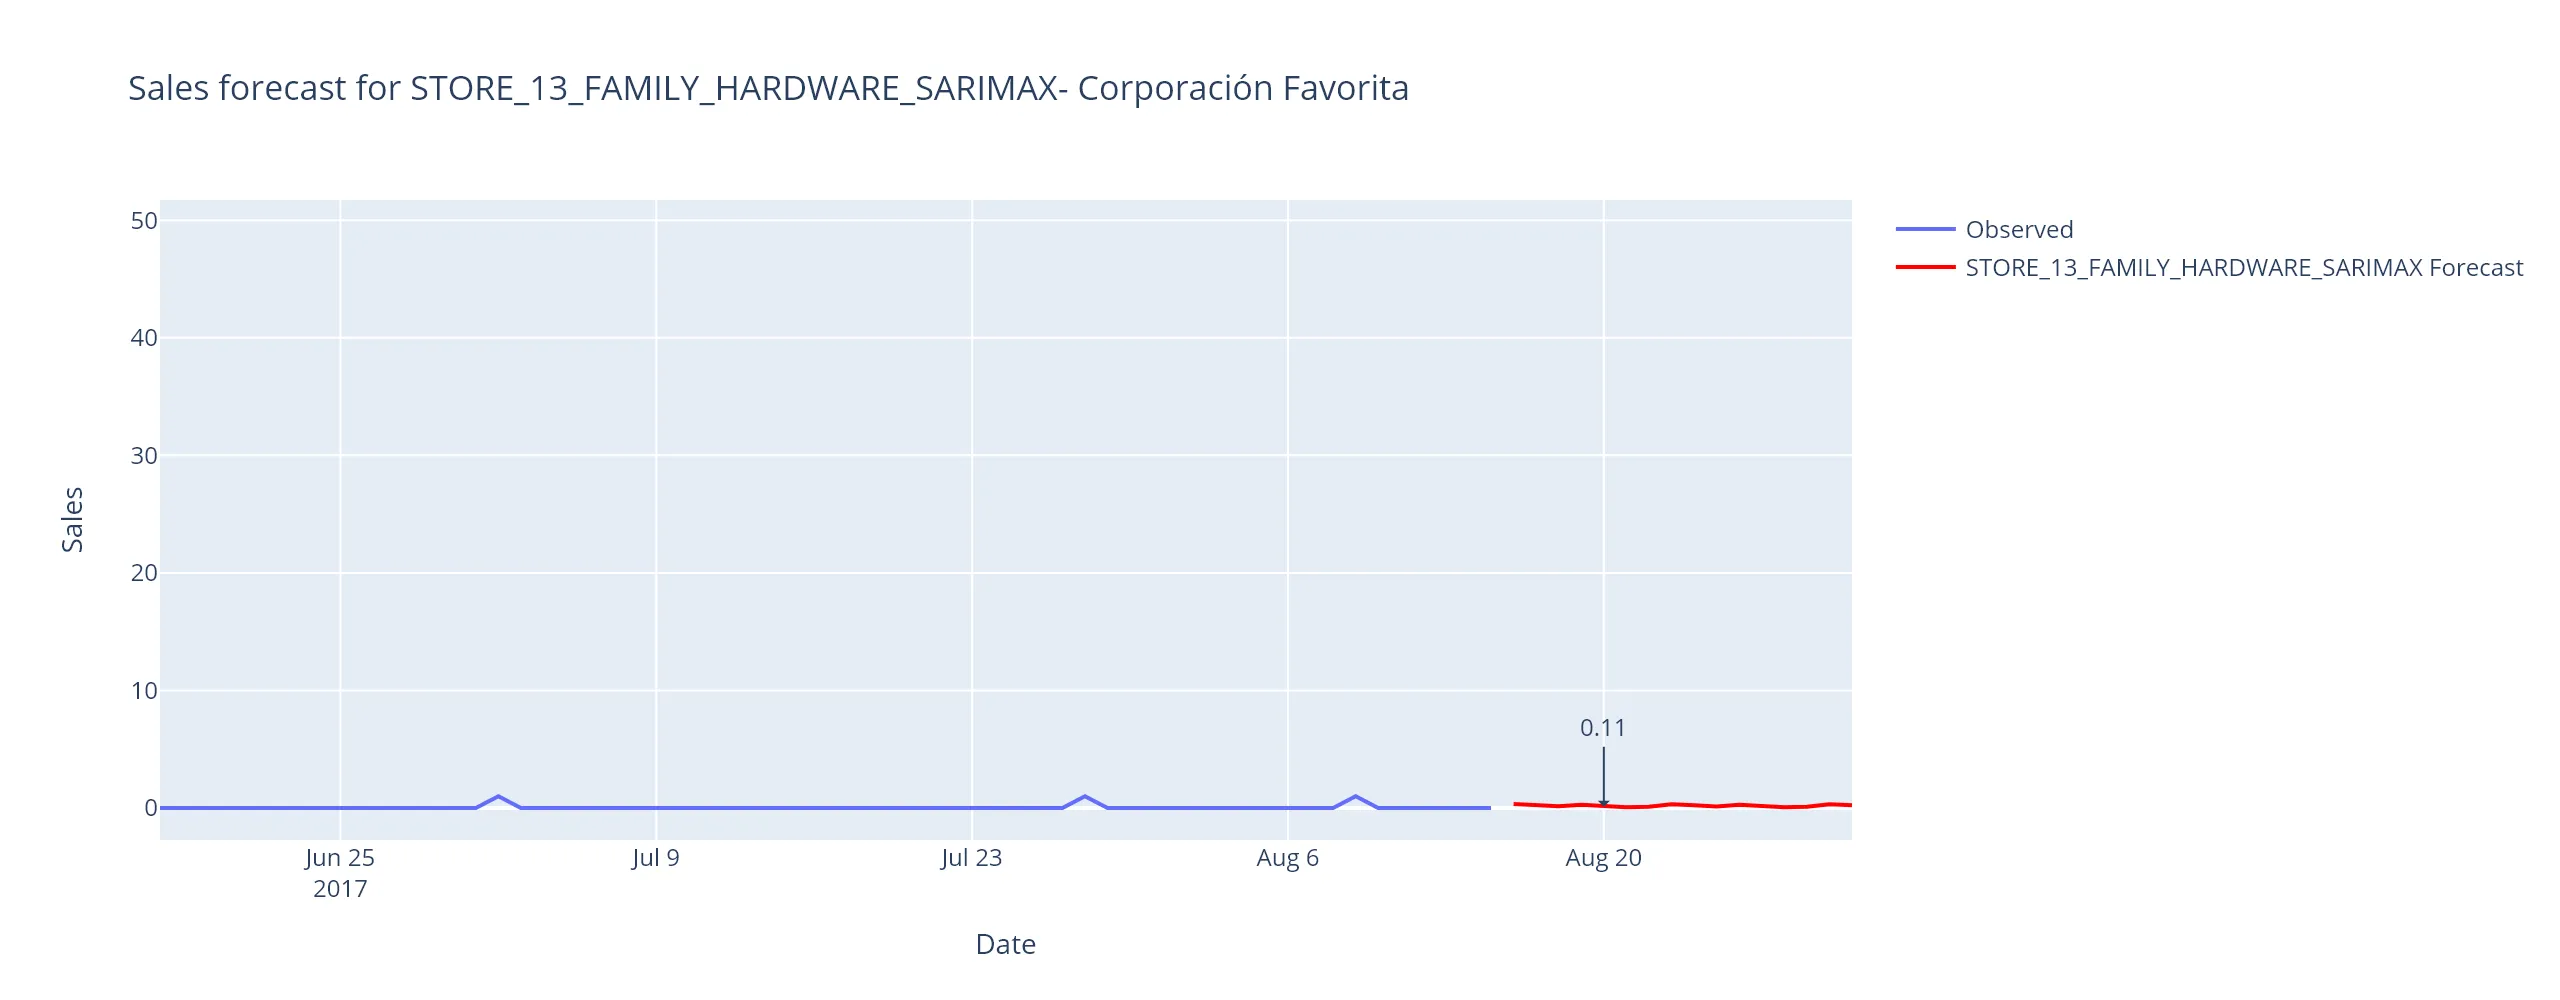 Sales forecast for STORE_13_FAMILY_HARDWARE_SARIMAX- Corporación Favorita
Observed
STORE_13_FAMILY_HARDWARE_SARIMAX Forecast
50
40
30
20
10
0
Sales
0.11
Jun 25
2017
Jul 9
Jul 23
Aug 6
Aug 20
Date